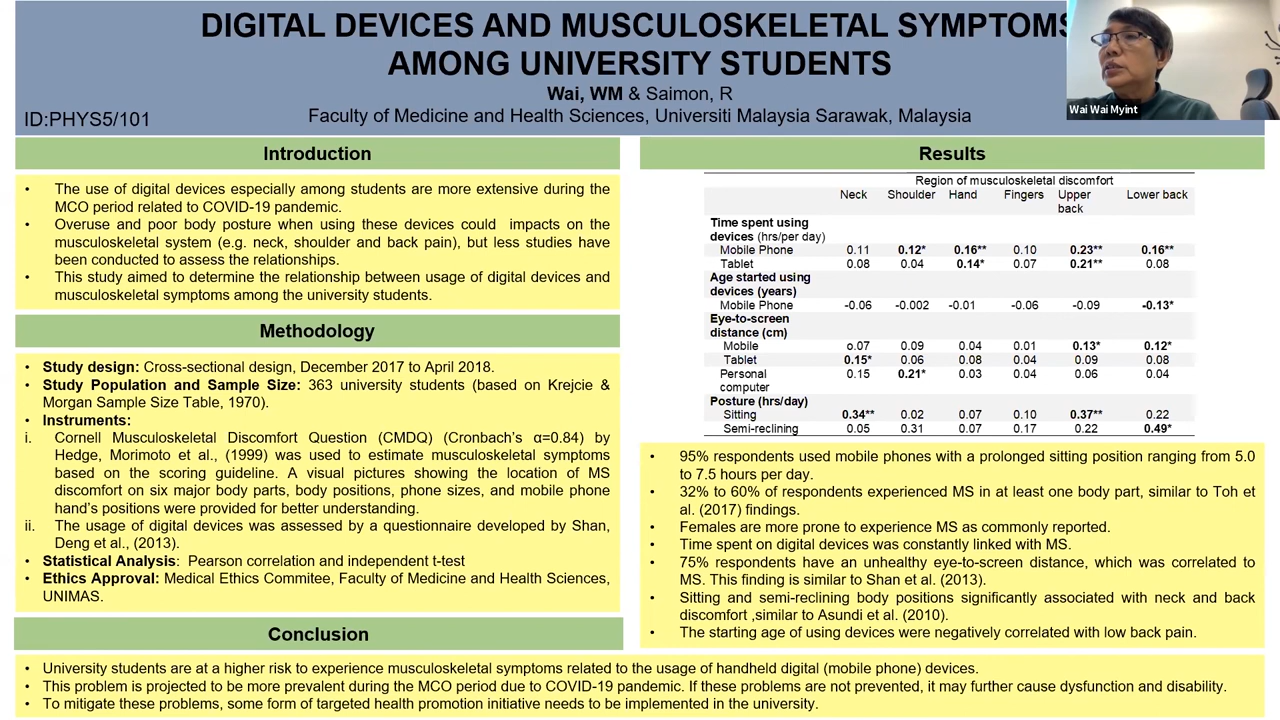 DIGITAL DEVICES AND MUSCULOSKELETAL SYMPTOMS
AMONG UNIVERSITY STUDENTS
Wai, WM & Saimon, R
Faculty of Medicine and Health Sciences, Universiti Malaysia Sarawak, Malaysia
ID:PHYS5/101
Wai Wai Myint
Introduction
• The use of digital devices especially among students are more extensive during the
MCO period related to COVID-19 pandemic.
• Overuse and poor body posture when using these devices could impacts on the
musculoskeletal system (e.g. neck, shoulder and back pain), but less studies have
been conducted to assess the relationships.
• This study aimed to determine the relationship between usage of digital devices and
musculoskeletal symptoms among the university students.
Methodology
• Study design: Cross-sectional design, December 2017 to April 2018.
• Study Population and Sample Size: 363 university students (based on Krejcie &
Morgan Sample Size Table, 1970).
• Instruments:
i. Cornell Musculoskeletal Discomfort Question (CMDQ) (Cronbach's α=0.84) by
Hedge, Morimoto et al., (1999) was used to estimate musculoskeletal symptoms
based on the scoring guideline. A visual pictures showing the location of MS
discomfort on six major body parts, body positions, phone sizes, and mobile phone
hand's positions were provided for better understanding.
ii. The usage of digital devices was assessed by a questionnaire developed by Shan,
Deng et al., (2013).
• Statistical Analysis: Pearson correlation and independent t-test
• Ethics Approval: Medical Ethics Commitee, Faculty of Medicine and Health Sciences,
UNIMAS.
Results
Region of musculoskeletal discomfort
Neck Shoulder Hand Fingers Upper Lower back
back
Time spent using
devices (hrs/per day)
Mobile Phone 0.11 0.12* 0.16** 0.10 0.23** 0.16**
Tablet 0.08 0.04 0.14* 0.07 0.21** 0.08
Age started using
devices (years)
Mobile Phone -0.06 -0.002 -0.01 -0.06 -0.09 -0.13*
Eye-to-screen
distance (cm)
Mobile 0.07 0.09 0.04 0.01 0.13* 0.12*
Tablet 0.15* 0.06 0.08 0.04 0.09 0.08
Personal 0.15 0.21* 0.03 0.04 0.06 0.04
computer
Posture (hrs/day)
Sitting 0.34** 0.02 0.07 0.10 0.37** 0.22
Semi-reclining 0.05 0.31 0.07 0.17 0.22 0.49*
• 95% respondents used mobile phones with a prolonged sitting position ranging from 5.0
to 7.5 hours per day.
• 32% to 60% of respondents experienced MS in at least one body part, similar to Toh et
al. (2017) findings.
• Females are more prone to experience MS as commonly reported.
• Time spent on digital devices was constantly linked with MS.
• 75% respondents have an unhealthy eye-to-screen distance, which was correlated to
MS. This finding is similar to Shan et al. (2013).
• Sitting and semi-reclining body positions significantly associated with neck and back
discomfort ,similar to Asundi et al. (2010).
• The starting age of using devices were negatively correlated with low back pain.
Conclusion
• University students are at a higher risk to experience musculoskeletal symptoms related to the usage of handheld digital (mobile phone) devices.
• This problem is projected to be more prevalent during the MCO period due to COVID-19 pandemic. If these problems are not prevented, it may further cause dysfunction and disability.
• To mitigate these problems, some form of targeted health promotion initiative needs to be implemented in the university.